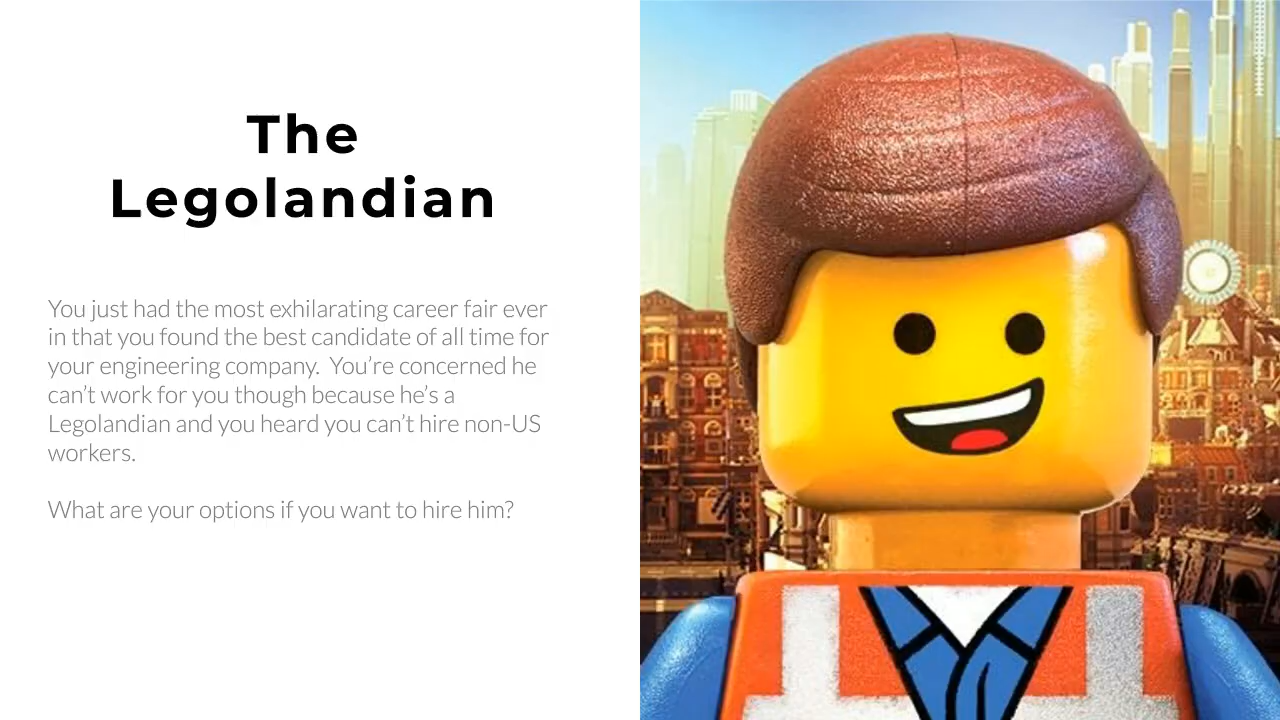 The
Legolandian
You just had the most exhilarating career fair ever
in that you found the best candidate of all time for
your engineering company.  You’re concerned he
can’t work for you though because he’s a
Legolandian and you heard you can’t hire non-US
workers.
What are your options if you want to hire him?